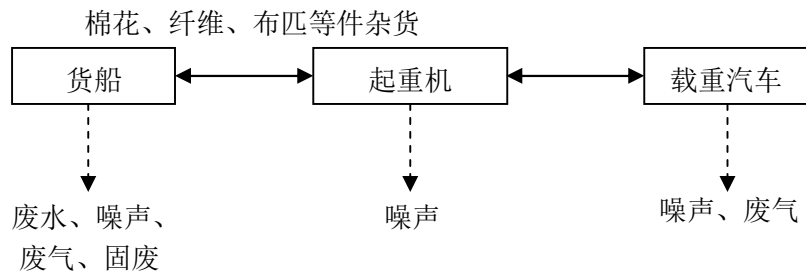 棉花、纤维、布匹等件杂货
货船
起重机
载重汽车
废水、噪声、
废气、固废
噪声
噪声、废气